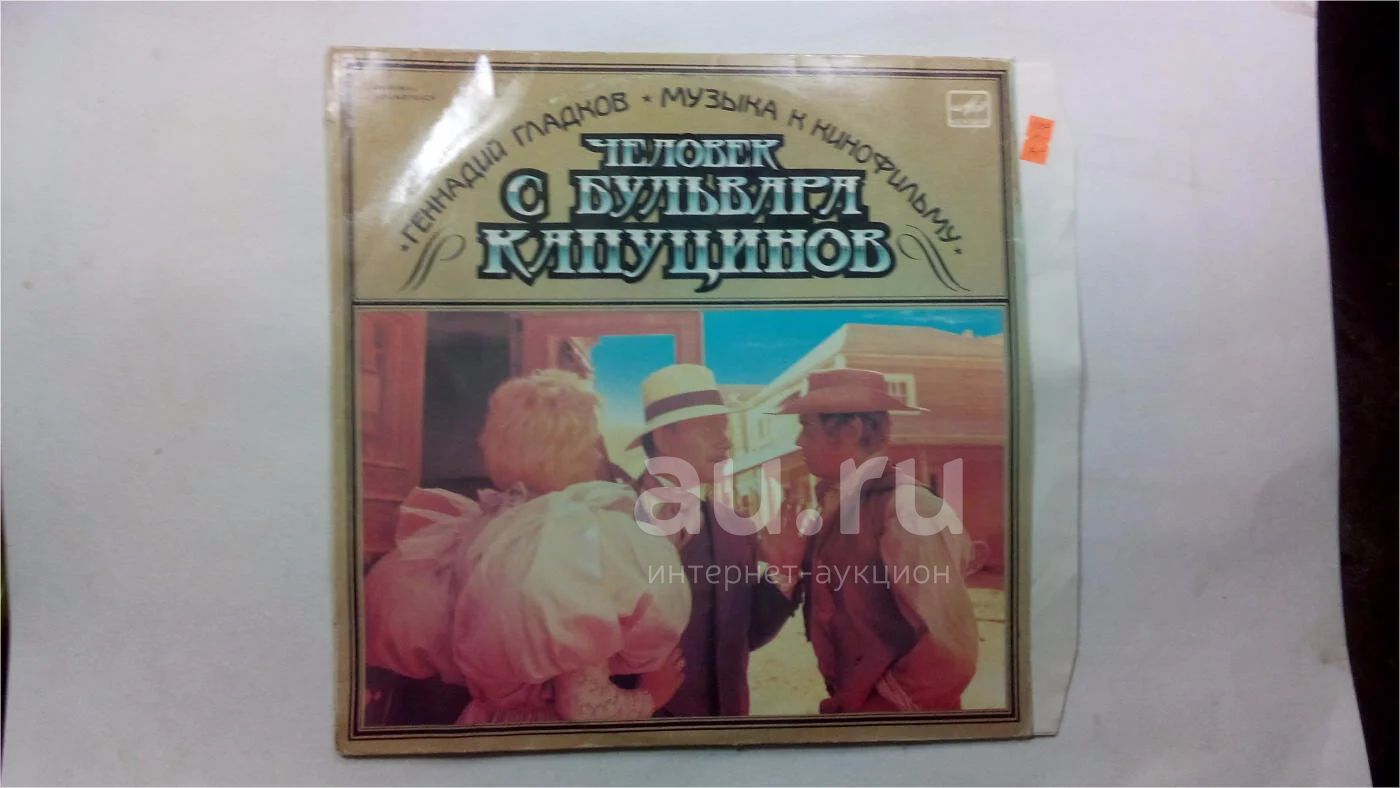 *ГЕННАДИЙ ГЛАДКОВ * МУЗЫКА К КИНОФИЛЬМУ*
ЧЕЛОВЕК
С БУЛЬВАРА
КАПУЦИНОВ
au.ru
интернет-аукцион